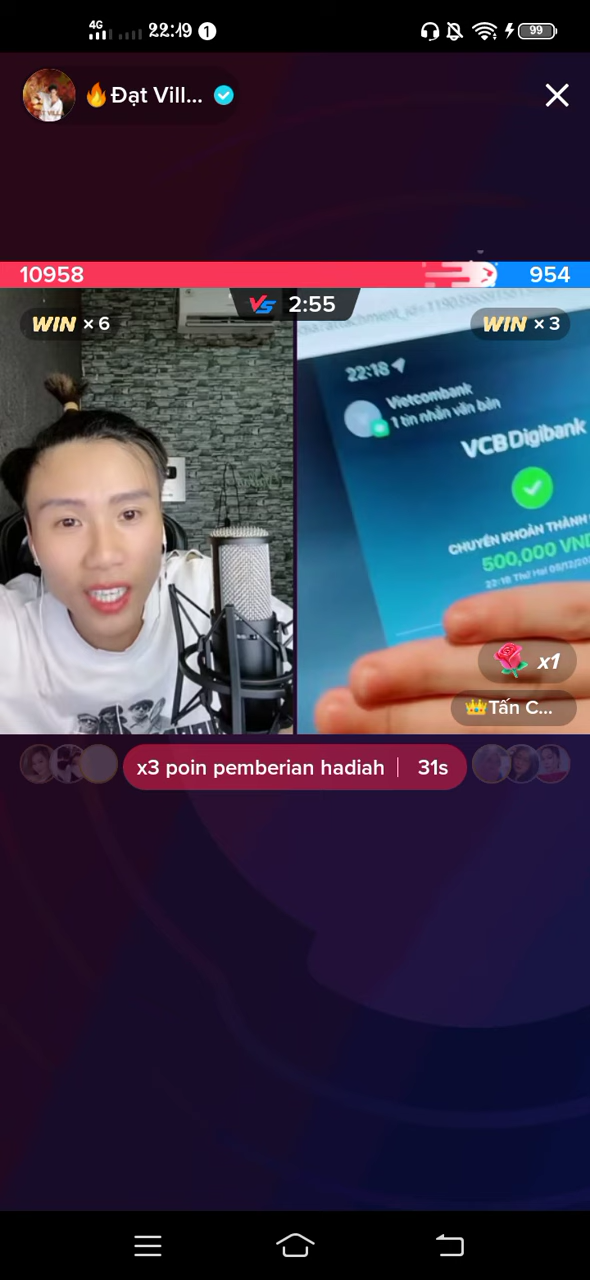 4G 22:19 1 99
🔥Đạt Vill...
10958 954
VS 2:55
WIN × 6
WIN × 3
22:18
Vietcombank
1 tin nhắn văn bản
VCB Digibank
CHUYỂN KHOẢN THÀNH
500,000 VND
x1
👑Tấn C...
x3 poin pemberian hadiah | 31s